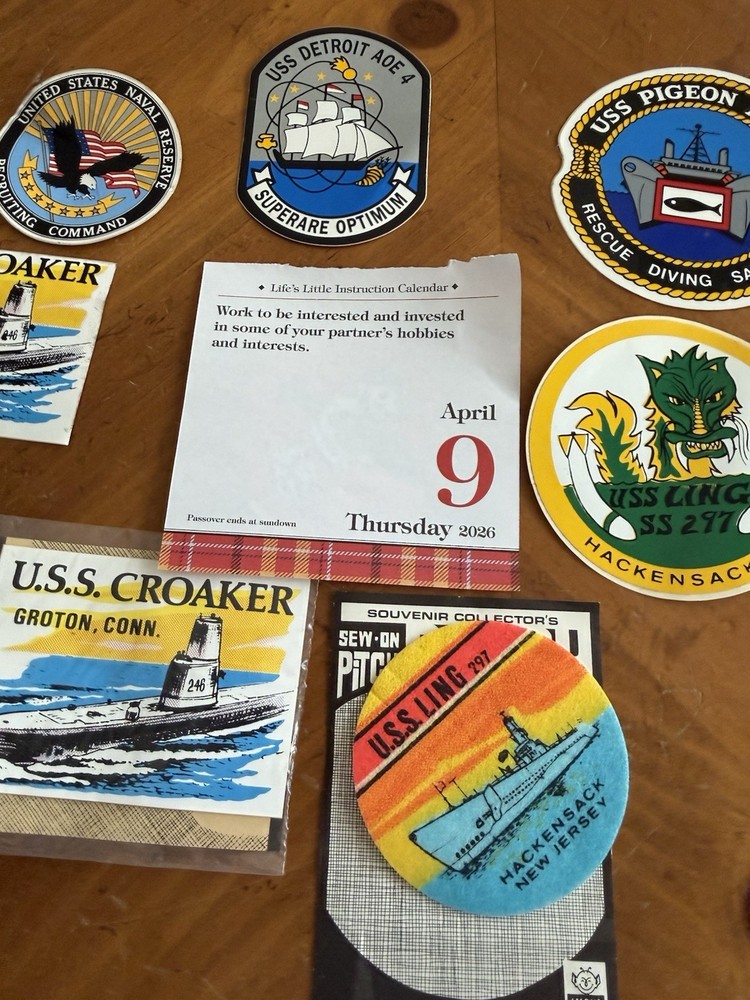 UNITED STATES NAVAL RESERVE
RECRUITING COMMAND
USS DETROIT AOE 4
SUPERARE OPTIMUM
USS PIGEON
RESCUE DIVING SA
OAKER
246
Life's Little Instruction Calendar
Work to be interested and invested
in some of your partner's hobbies
and interests.
April
9
Passover ends at sundown
Thursday 2026
USS LING
SS 297
HACKENSACK
U.S.S. CROAKER
GROTON, CONN.
246
SOUVENIR COLLECTOR'S
SEW-ON
U.S.S. LING 297
HACKENSACK
NEW JERSEY